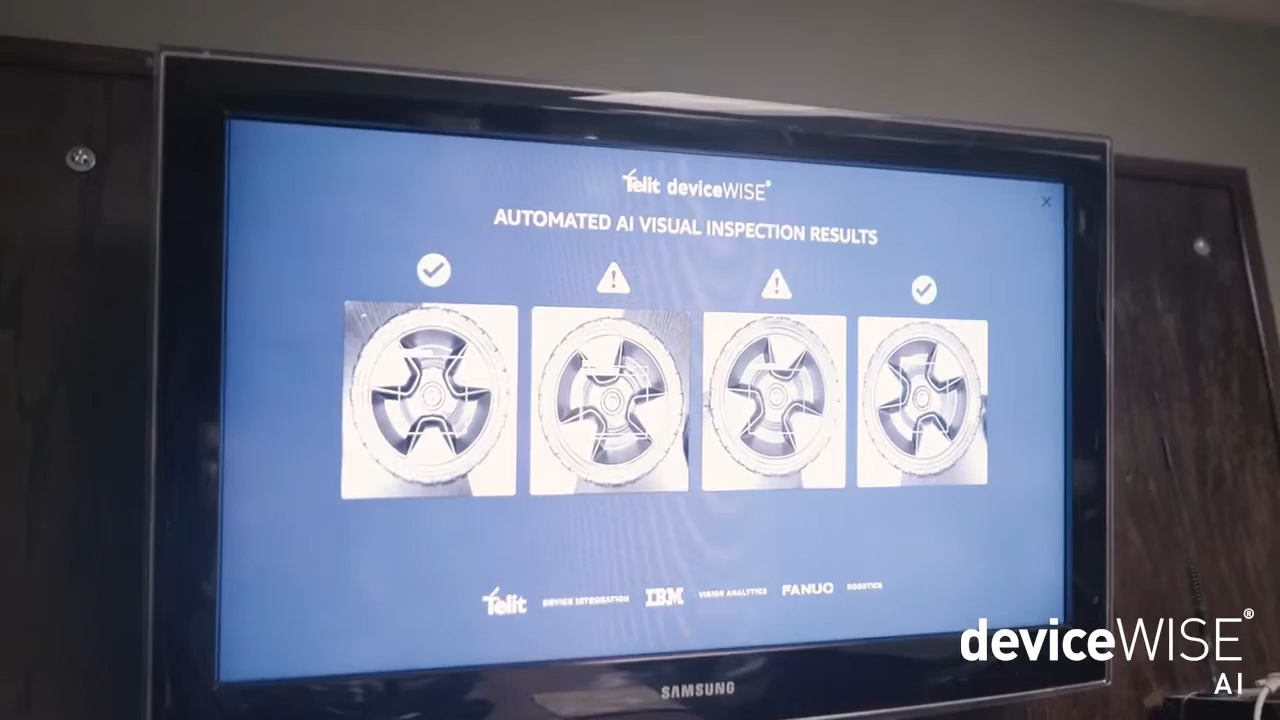 Telit deviceWISE®
AUTOMATED AI VISUAL INSPECTION RESULTS
Telit DEVICE INTEGRATION IBM VISION ANALYTICS FANUC ROBOTICS
SAMSUNG
deviceWISE®
AI